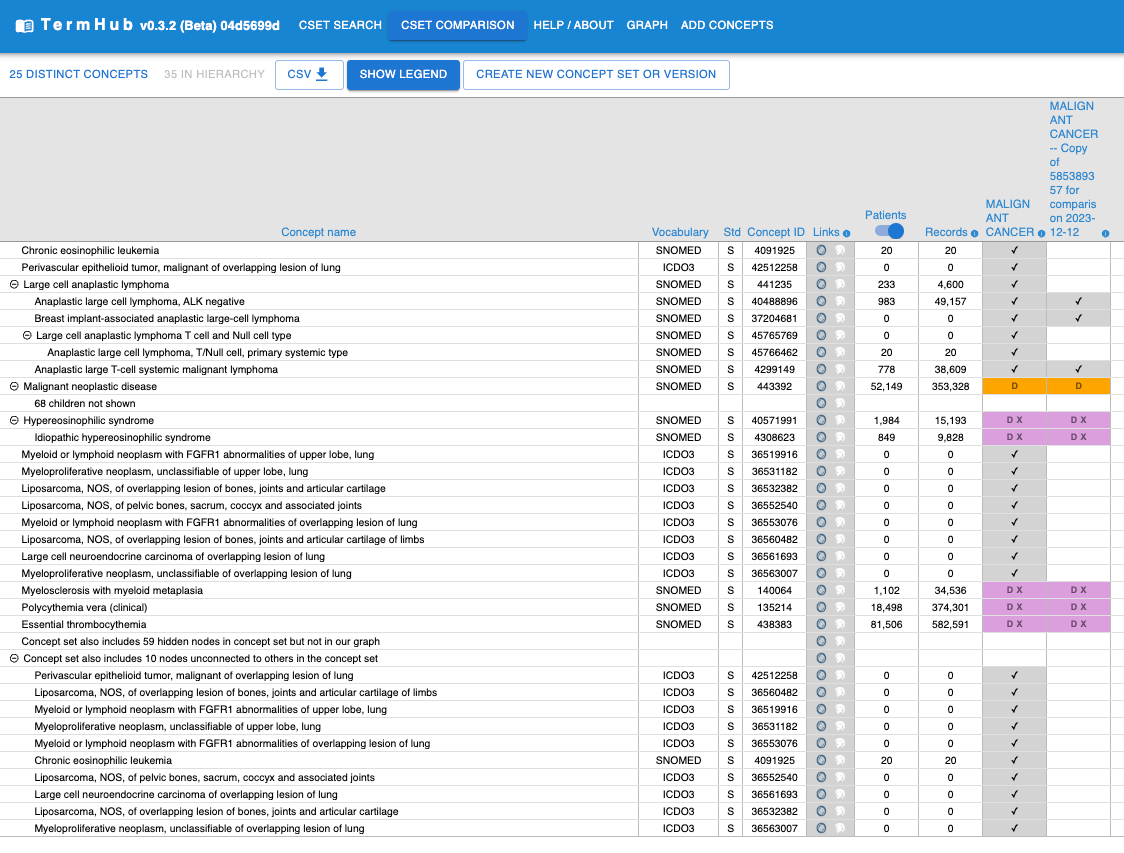 TermHub v0.3.2 (Beta) 04d5699d CSET SEARCH CSET COMPARISON HELP / ABOUT GRAPH ADD CONCEPTS
25 DISTINCT CONCEPTS 35 IN HIERARCHY CSV SHOW LEGEND CREATE NEW CONCEPT SET OR VERSION
MALIGN
ANT
CANCER
-- Copy
of
5853893
57 for
comparis
on 2023-
12-12
MALIGN
ANT
CANCER
Patients
Concept name Vocabulary Std Concept ID Links Records
Chronic eosinophilic leukemia SNOMED S 4091925 20 20 ✓
Perivascular epithelioid tumor, malignant of overlapping lesion of lung ICDO3 S 42512258 0 0 ✓
Large cell anaplastic lymphoma SNOMED S 441235 233 4,600 ✓
Anaplastic large cell lymphoma, ALK negative SNOMED S 40488896 983 49,157 ✓ ✓
Breast implant-associated anaplastic large-cell lymphoma SNOMED S 37204681 0 0 ✓ ✓
Large cell anaplastic lymphoma T cell and Null cell type SNOMED S 45765769 0 0 ✓
Anaplastic large cell lymphoma, T/Null cell, primary systemic type SNOMED S 45766462 20 20 ✓
Anaplastic large T-cell systemic malignant lymphoma SNOMED S 4299149 778 38,609 ✓ ✓
Malignant neoplastic disease SNOMED S 443392 52,149 353,328 D D
68 children not shown
Hypereosinophilic syndrome SNOMED S 40571991 1,984 15,193 D X D X
Idiopathic hypereosinophilic syndrome SNOMED S 4308623 849 9,828 D X D X
Myeloid or lymphoid neoplasm with FGFR1 abnormalities of upper lobe, lung ICDO3 S 36519916 0 0 ✓
Myeloproliferative neoplasm, unclassifiable of upper lobe, lung ICDO3 S 36531182 0 0 ✓
Liposarcoma, NOS, of overlapping lesion of bones, joints and articular cartilage ICDO3 S 36532382 0 0 ✓
Liposarcoma, NOS, of pelvic bones, sacrum, coccyx and associated joints ICDO3 S 36552540 0 0 ✓
Myeloid or lymphoid neoplasm with FGFR1 abnormalities of overlapping lesion of lung ICDO3 S 36553076 0 0 ✓
Liposarcoma, NOS, of overlapping lesion of bones, joints and articular cartilage of limbs ICDO3 S 36560482 0 0 ✓
Large cell neuroendocrine carcinoma of overlapping lesion of lung ICDO3 S 36561693 0 0 ✓
Myeloproliferative neoplasm, unclassifiable of overlapping lesion of lung ICDO3 S 36563007 0 0 ✓
Myelosclerosis with myeloid metaplasia SNOMED S 140064 1,102 34,536 D X D X
Polycythemia vera (clinical) SNOMED S 135214 18,498 374,301 D X D X
Essential thrombocythemia SNOMED S 438383 81,506 582,591 D X D X
Concept set also includes 59 hidden nodes in concept set but not in our graph
Concept set also includes 10 nodes unconnected to others in the concept set
Perivascular epithelioid tumor, malignant of overlapping lesion of lung ICDO3 S 42512258 0 0 ✓
Liposarcoma, NOS, of overlapping lesion of bones, joints and articular cartilage of limbs ICDO3 S 36560482 0 0 ✓
Myeloid or lymphoid neoplasm with FGFR1 abnormalities of upper lobe, lung ICDO3 S 36519916 0 0 ✓
Myeloproliferative neoplasm, unclassifiable of upper lobe, lung ICDO3 S 36531182 0 0 ✓
Myeloid or lymphoid neoplasm with FGFR1 abnormalities of overlapping lesion of lung ICDO3 S 36553076 0 0 ✓
Chronic eosinophilic leukemia SNOMED S 4091925 20 20 ✓
Liposarcoma, NOS, of pelvic bones, sacrum, coccyx and associated joints ICDO3 S 36552540 0 0 ✓
Large cell neuroendocrine carcinoma of overlapping lesion of lung ICDO3 S 36561693 0 0 ✓
Liposarcoma, NOS, of overlapping lesion of bones, joints and articular cartilage ICDO3 S 36532382 0 0 ✓
Myeloproliferative neoplasm, unclassifiable of overlapping lesion of lung ICDO3 S 36563007 0 0 ✓